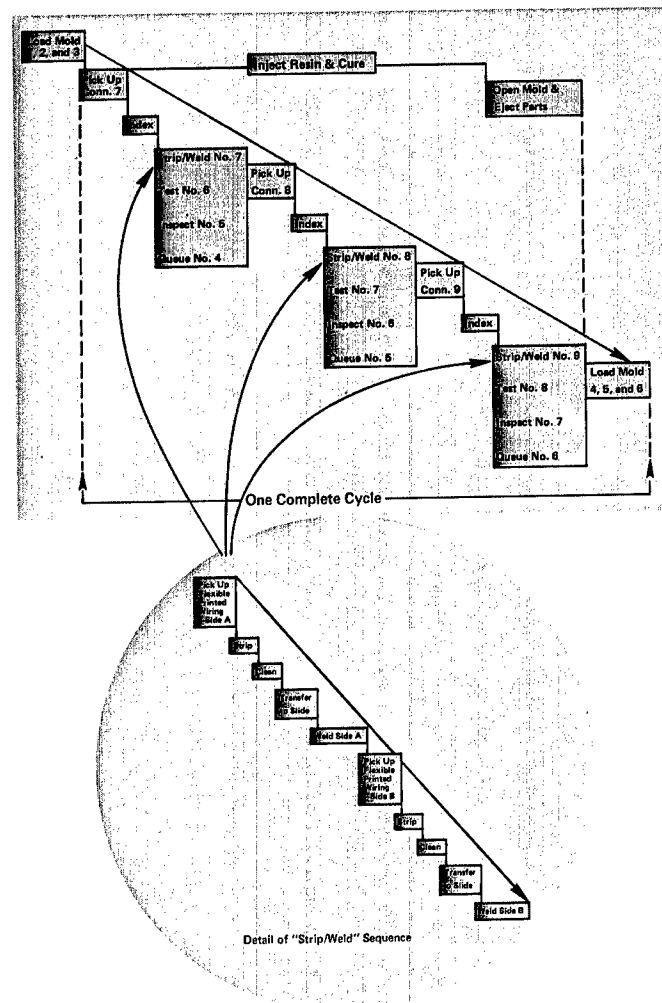 Load Mold
1, 2, and 3
Pick Up
Conn. 7
Inject Resin & Cure
Open Mold &
Eject Parts
Index
Strip/Weld No. 7
Test No. 6
Inspect No. 5
Queue No. 4
Pick Up
Conn. 8
Index
Strip/Weld No. 8
Test No. 7
Inspect No. 6
Queue No. 5
Pick Up
Conn. 9
Index
Strip/Weld No. 9
Test No. 8
Inspect No. 7
Queue No. 6
Load Mold
4, 5, and 6
One Complete Cycle
Pick Up
Flexible
Printed
Wiring
-Side A
Strip
Clean
Transfer
to Slide
Weld Side A
Pick Up
Flexible
Printed
Wiring
-Side B
Strip
Clean
Transfer
to Slide
Weld Side B
Detail of "Strip/Weld" Sequence